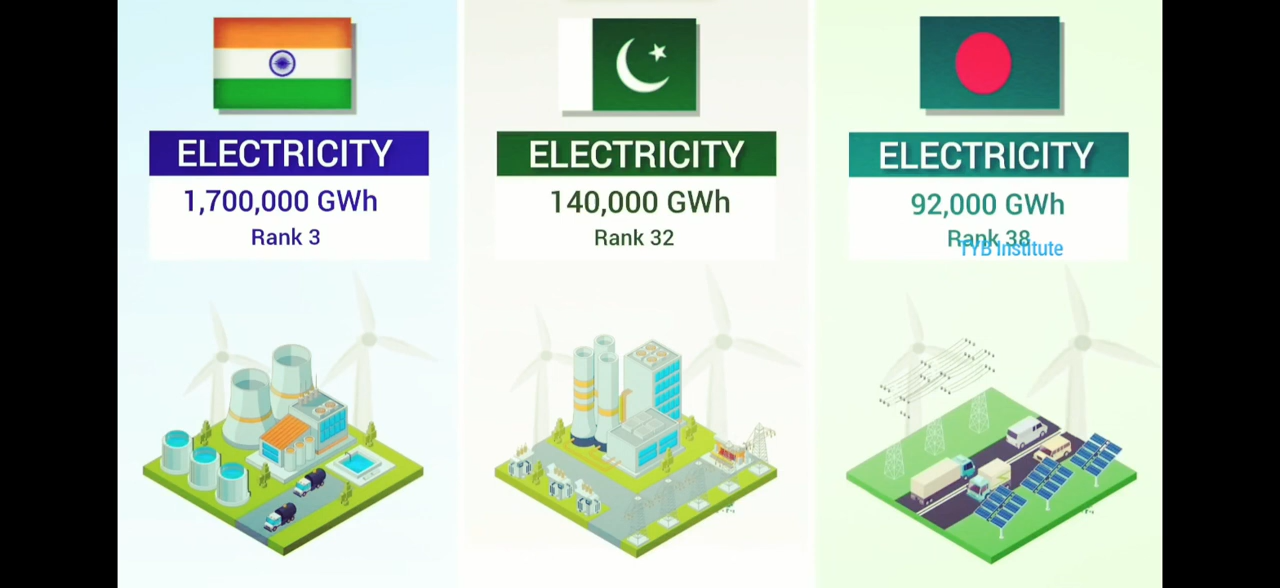 ELECTRICITY
1,700,000 GWh
Rank 3
ELECTRICITY
140,000 GWh
Rank 32
ELECTRICITY
92,000 GWh
Rank 38
TYB Institute